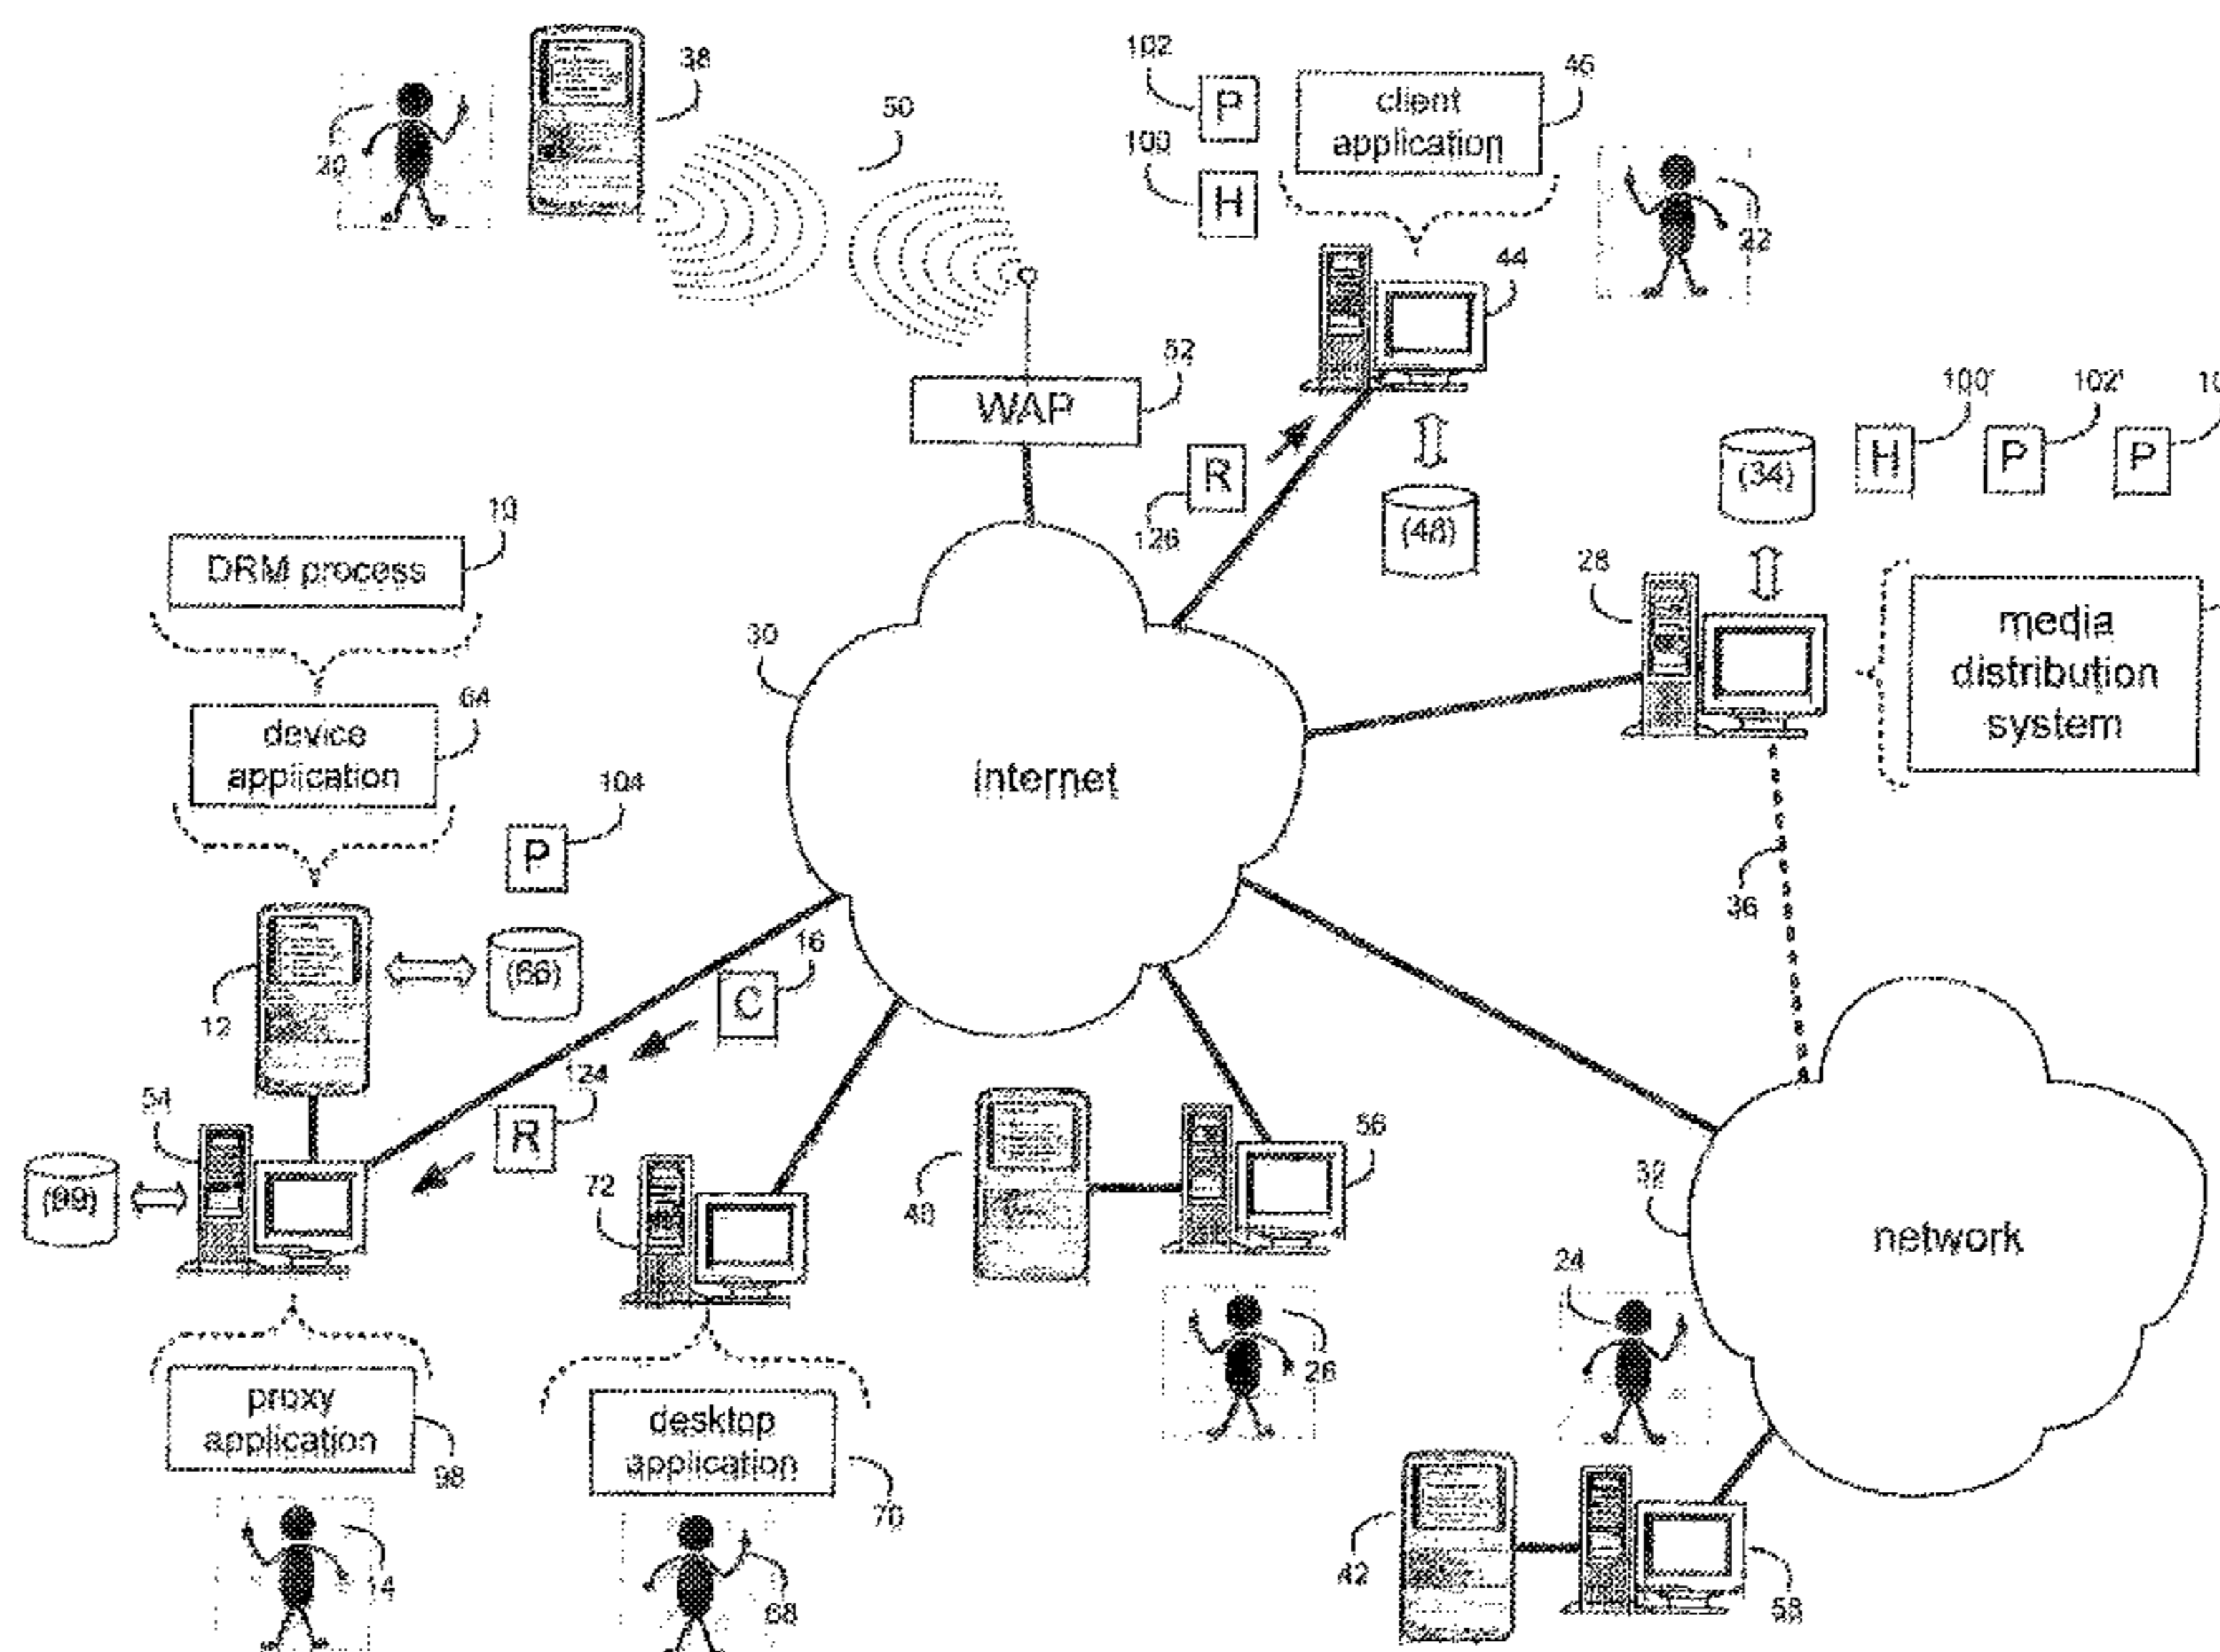 38
102
P
client
application
46
50
100
H
20
22
44
WAP
52
R
126
(48)
100'
102'
10
(34)
H
P
P
28
media
distribution
system
DRM process
10
30
device
application
64
internet
P
104
36
12
(66)
C
16
R
124
54
(99)
72
40
56
32
network
24
26
proxy
application
98
desktop
application
70
14
68
42
58